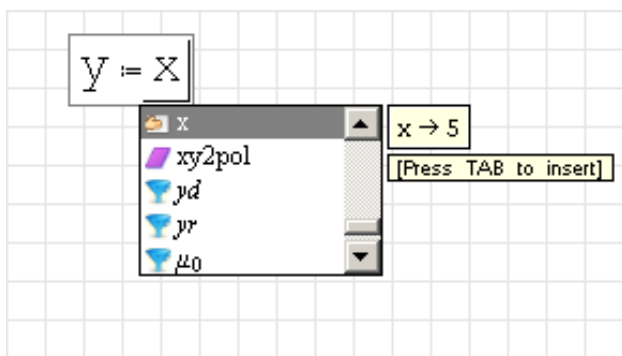 y := x
x
x → 5
xy2pol
[Press TAB to insert]
yd
yr
μ0